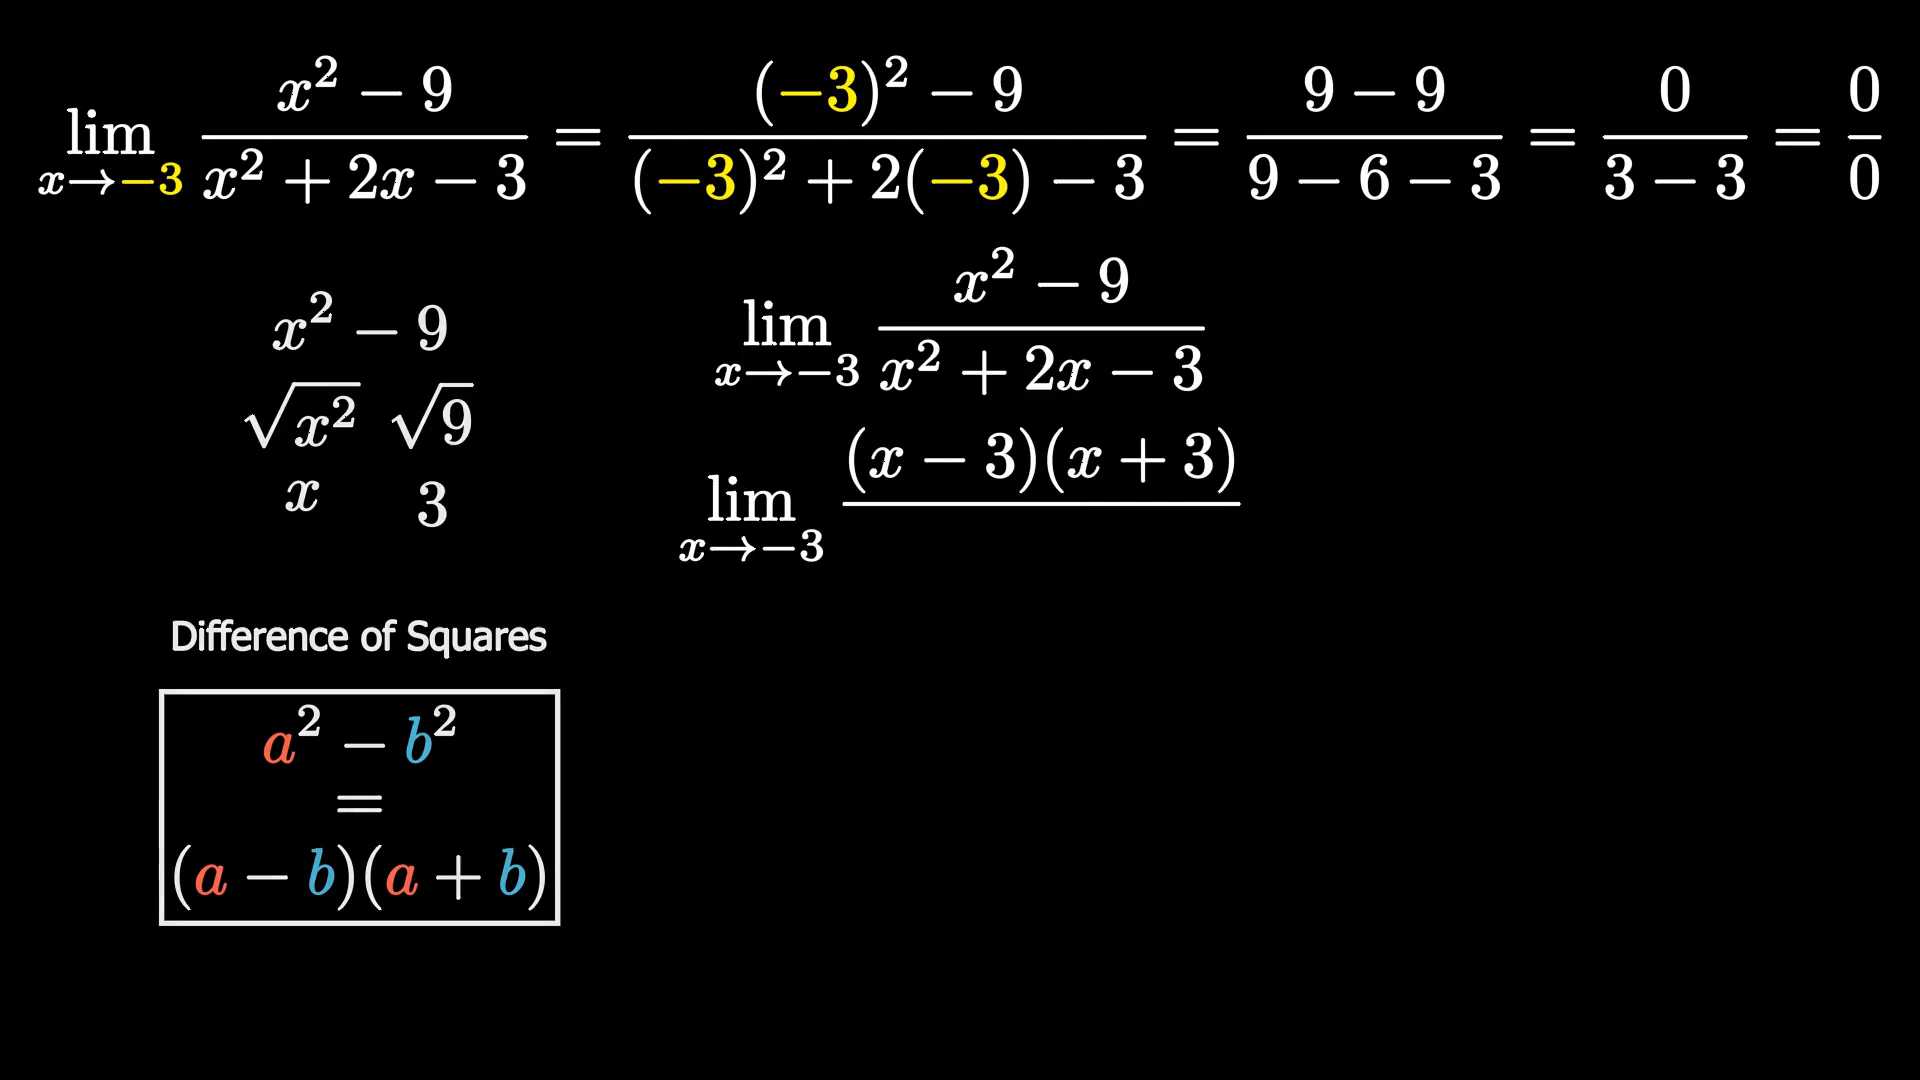 lim x→−3 (x² − 9)/(x² + 2x − 3) = ((−3)² − 9)/((−3)² + 2(−3) − 3) = (9 − 9)/(9 − 6 − 3) = 0/(3 − 3) = 0/0
x² − 9
√x² √9
x 3
lim x→−3 (x² − 9)/(x² + 2x − 3)
lim x→−3 (x − 3)(x + 3)
Difference of Squares
a² − b²
=
(a − b)(a + b)